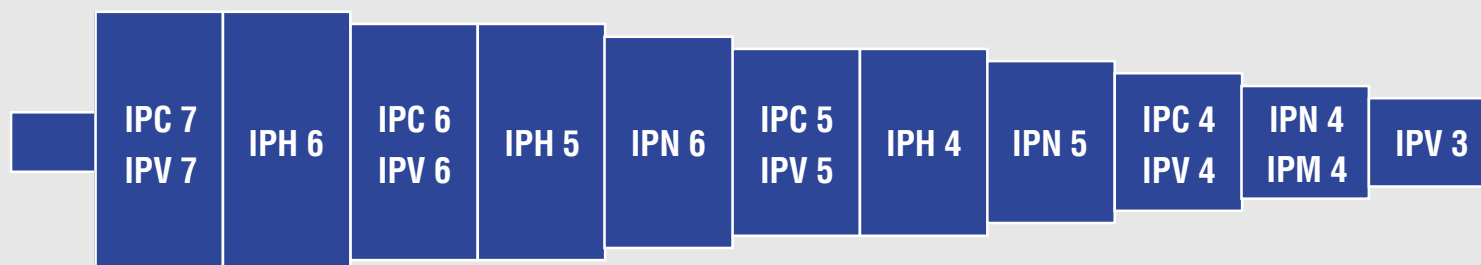 IPC 7
IPV 7
IPH 6
IPC 6
IPV 6
IPH 5
IPN 6
IPC 5
IPV 5
IPH 4
IPN 5
IPC 4
IPV 4
IPN 4
IPM 4
IPV 3